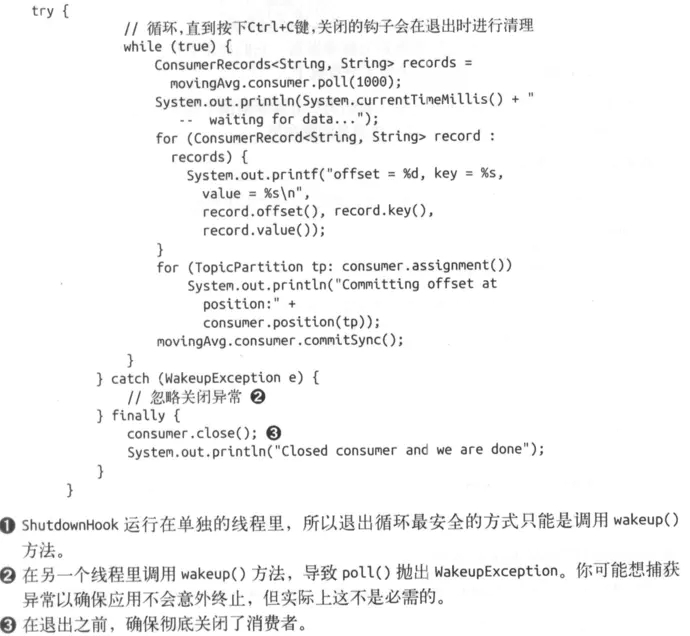 try {
// 循环，直到按下Ctrl+C键，关闭的钩子会在退出时进行清理
while (true) {
ConsumerRecords<String, String> records =
movingAvg.consumer.poll(1000);
System.out.println(System.currentTimeMillis() + "
-- waiting for data...");
for (ConsumerRecord<String, String> record :
records) {
System.out.printf("offset = %d, key = %s,
value = %s\n",
record.offset(), record.key(),
record.value());
}
for (TopicPartition tp: consumer.assignment())
System.out.println("Committing offset at
position:" +
consumer.position(tp));
movingAvg.consumer.commitSync();
}
} catch (WakeupException e) {
// 忽略关闭异常 ❷
} finally {
consumer.close(); ❸
System.out.println("Closed consumer and we are done");
}
}
❶ ShutdownHook 运行在单独的线程里，所以退出循环最安全的方式只能是调用 wakeup()
方法。
❷ 在另一个线程里调用 wakeup() 方法，导致 poll() 抛出 WakeupException。你可能想捕获
异常以确保应用不会意外终止，但实际上这不是必需的。
❸ 在退出之前，确保彻底关闭了消费者。